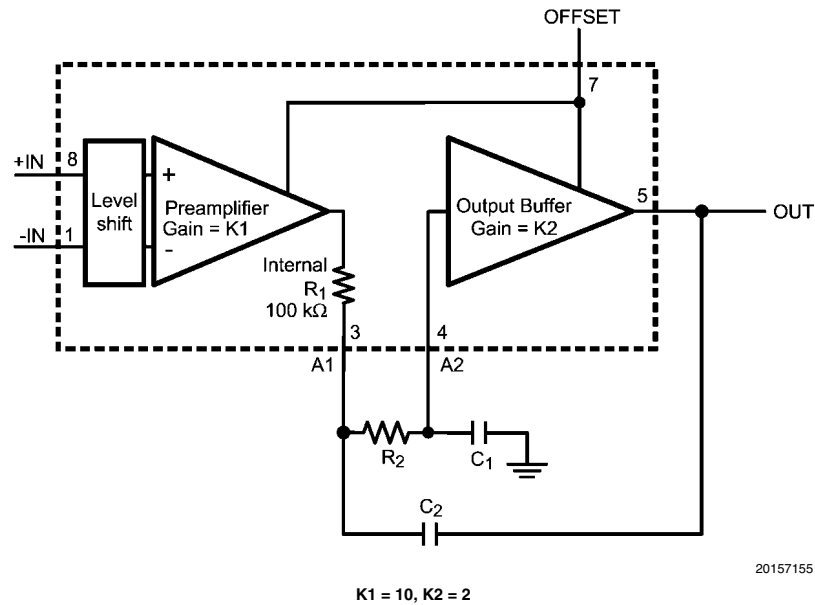 OFFSET
7
+IN
8
-IN
1
Level
shift
+
-
Preamplifier
Gain = K1
Output Buffer
Gain = K2
5
OUT
Internal
R1
100 kΩ
3
4
A1
A2
R2
C1
C2
20157155
K1 = 10, K2 = 2